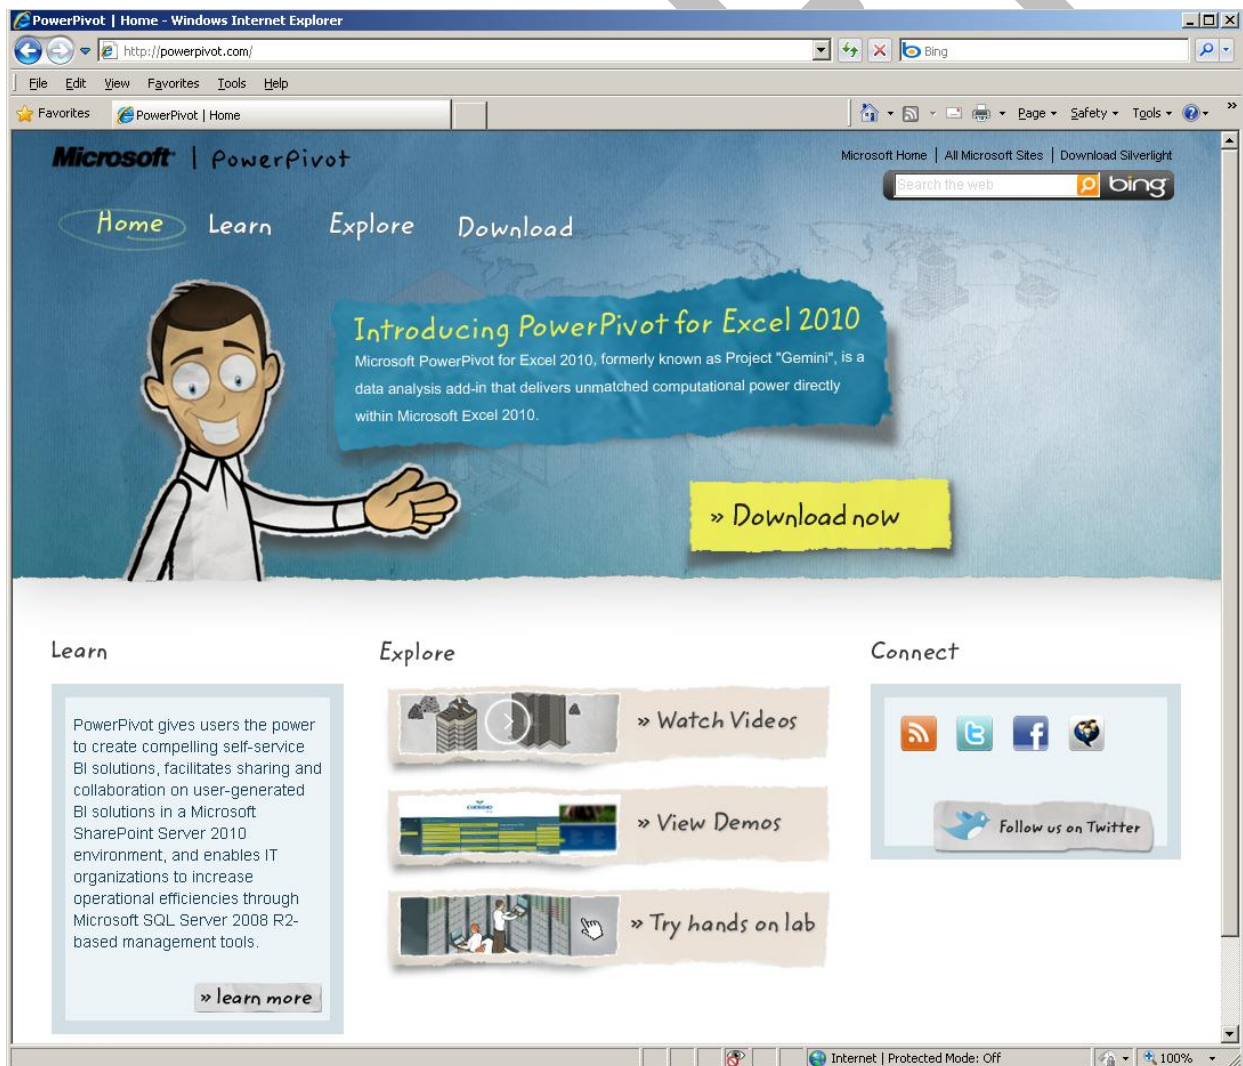 PowerPivot | Home - Windows Internet Explorer
http://powerpivot.com/
Bing
File Edit View Favorites Tools Help
Favorites
PowerPivot | Home
Page Safety Tools
Microsoft | PowerPivot
Microsoft Home | All Microsoft Sites | Download Silverlight
Search the web
bing
Home Learn Explore Download
Introducing PowerPivot for Excel 2010
Microsoft PowerPivot for Excel 2010, formerly known as Project "Gemini", is a
data analysis add-in that delivers unmatched computational power directly
within Microsoft Excel 2010.
» Download now
Learn
PowerPivot gives users the power
to create compelling self-service
BI solutions, facilitates sharing and
collaboration on user-generated
BI solutions in a Microsoft
SharePoint Server 2010
environment, and enables IT
organizations to increase
operational efficiencies through
Microsoft SQL Server 2008 R2-
based management tools.
» learn more
Explore
» Watch Videos
» View Demos
» Try hands on lab
Connect
Follow us on Twitter
Internet | Protected Mode: Off
100%